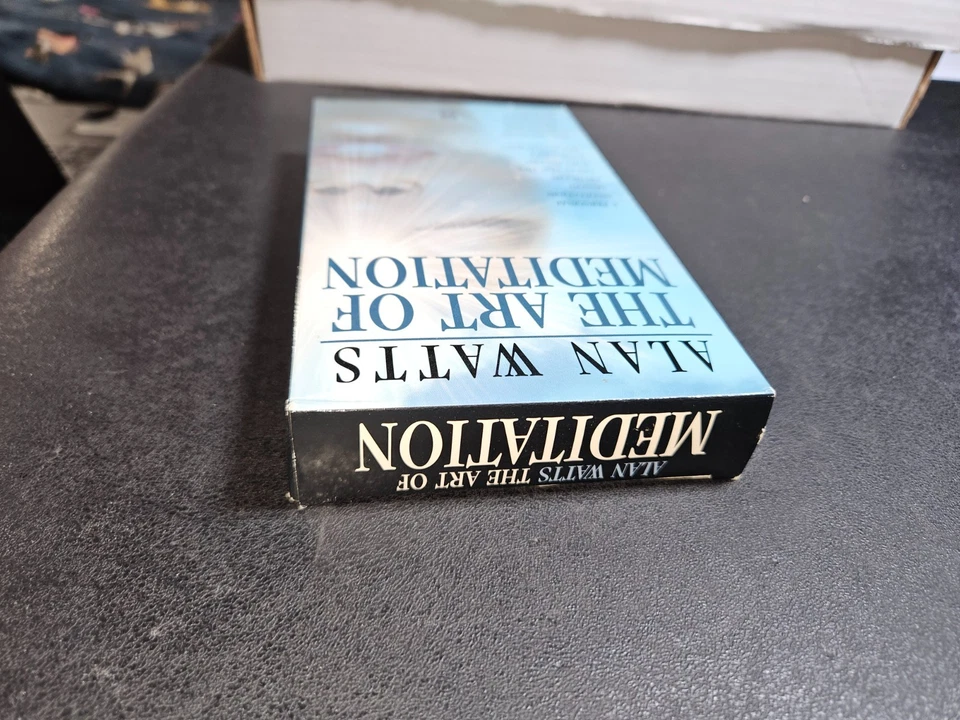 ALAN WATTS
THE ART OF
MEDITATION
ALAN WATTS THE ART OF
MEDITATION